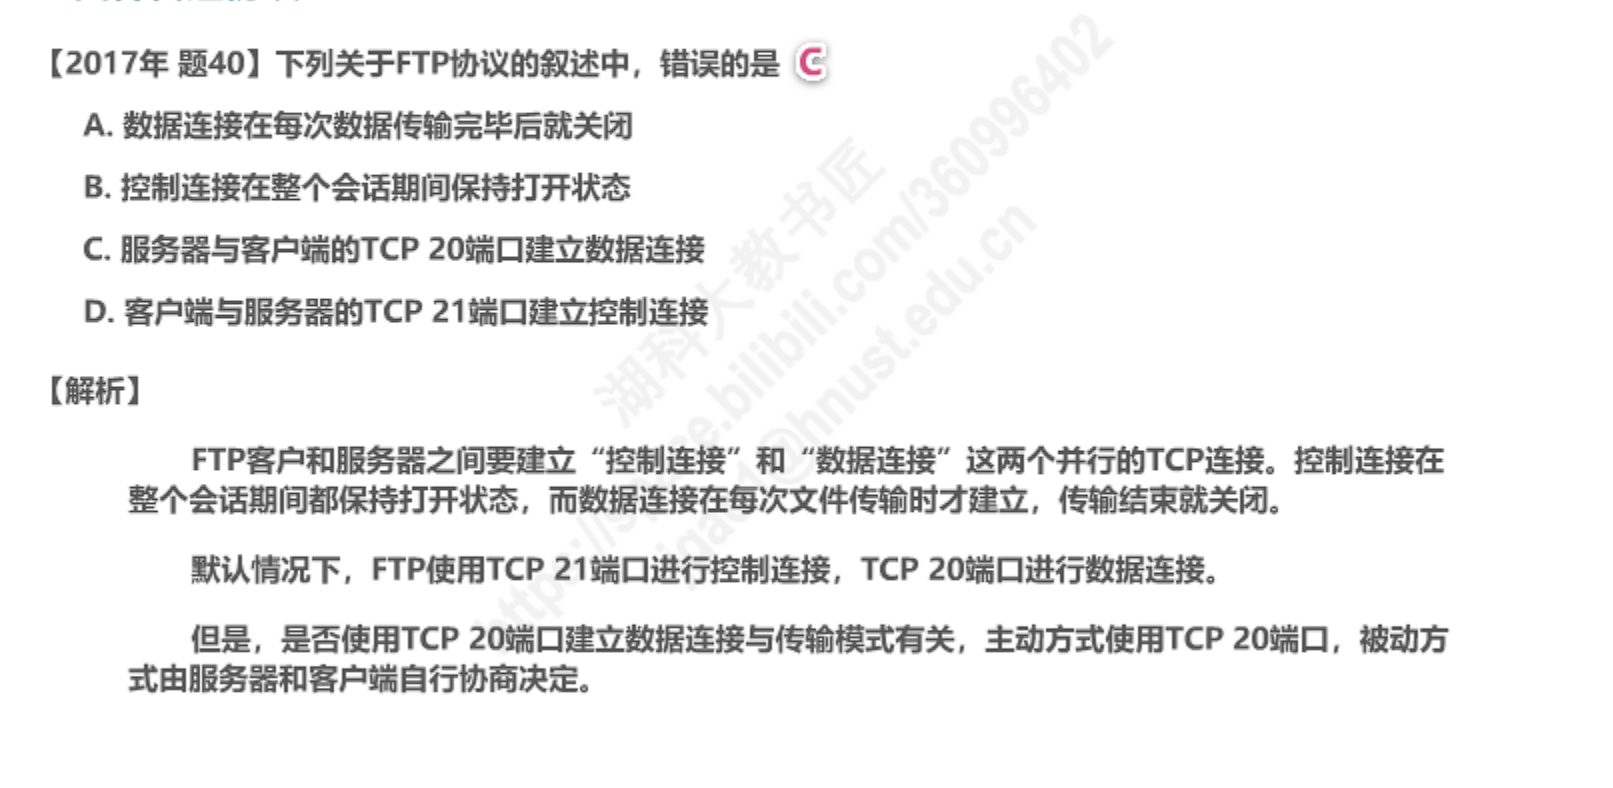 【2017年 题40】下列关于FTP协议的叙述中，错误的是 C
A. 数据连接在每次数据传输完毕后就关闭
B. 控制连接在整个会话期间保持打开状态
C. 服务器与客户端的TCP 20端口建立数据连接
D. 客户端与服务器的TCP 21端口建立控制连接
【解析】
FTP客户和服务器之间要建立“控制连接”和“数据连接”这两个并行的TCP连接。控制连接在
整个会话期间都保持打开状态，而数据连接在每次文件传输时才建立，传输结束就关闭。
默认情况下，FTP使用TCP 21端口进行控制连接，TCP 20端口进行数据连接。
但是，是否使用TCP 20端口建立数据连接与传输模式有关，主动方式使用TCP 20端口，被动方
式由服务器和客户端自行协商决定。
湖科大教书匠
https://space.bilibili.com/360996402